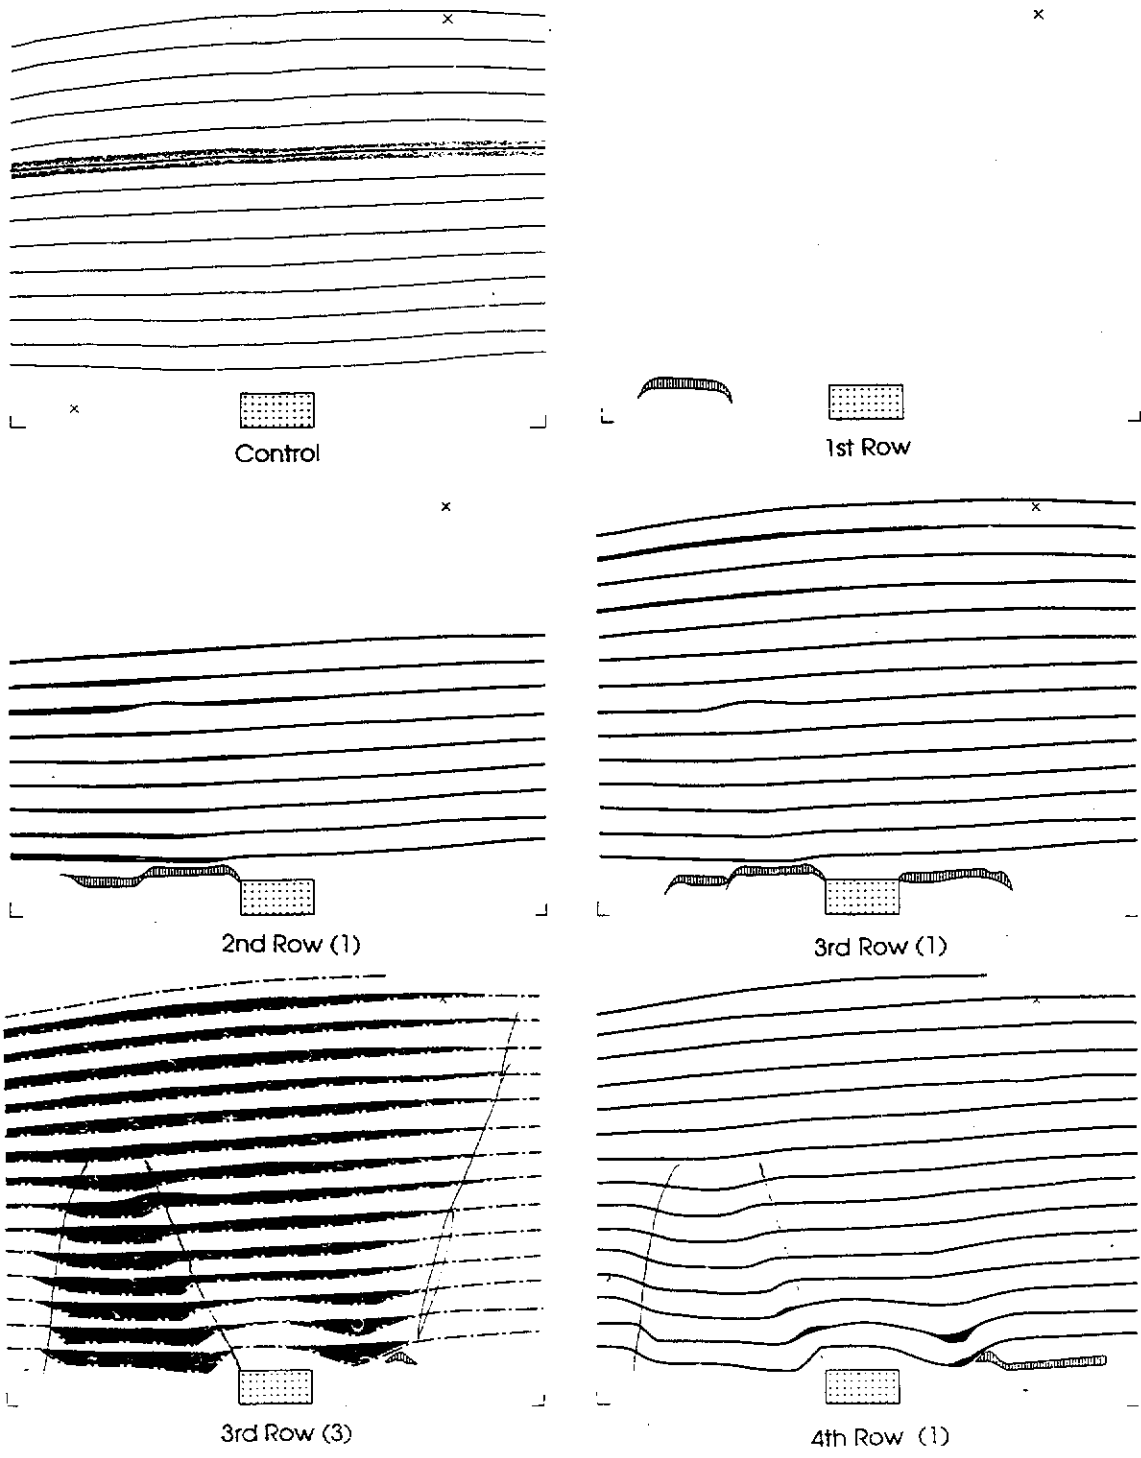 Control
1st Row
2nd Row (1)
3rd Row (1)
3rd Row (3)
4th Row (1)